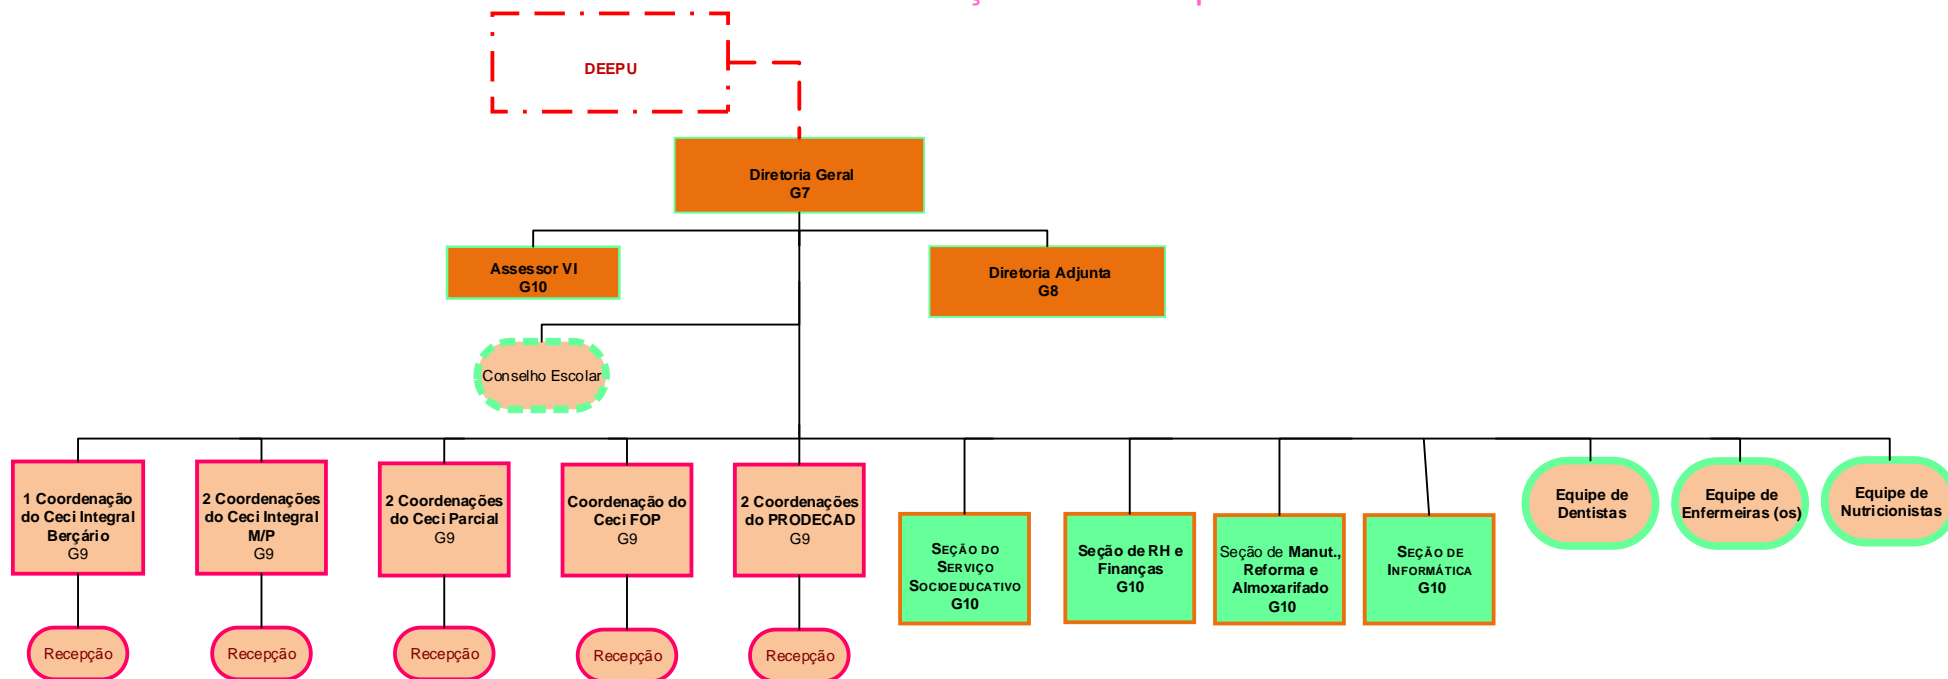 DEEPU
Diretoria Geral
G7
Assessor VI
G10
Diretoria Adjunta
G8
Conselho Escolar
1 Coordenação
do Ceci Integral
Berçário
G9
2 Coordenações
do Ceci Integral
M/P
G9
2 Coordenações
do Ceci Parcial
G9
Coordenação do
Ceci FOP
G9
2 Coordenações
do PRODECAD
G9
SEÇÃO DO
SERVIÇO
SOCIOEDUCATIVO
G10
Seção de RH e
Finanças
G10
Seção de Manut.,
Reforma e
Almoxarifado
G10
SEÇÃO DE
INFORMÁTICA
G10
Equipe de
Dentistas
Equipe de
Enfermeiras (os)
Equipe de
Nutricionistas
Recepção
Recepção
Recepção
Recepção
Recepção